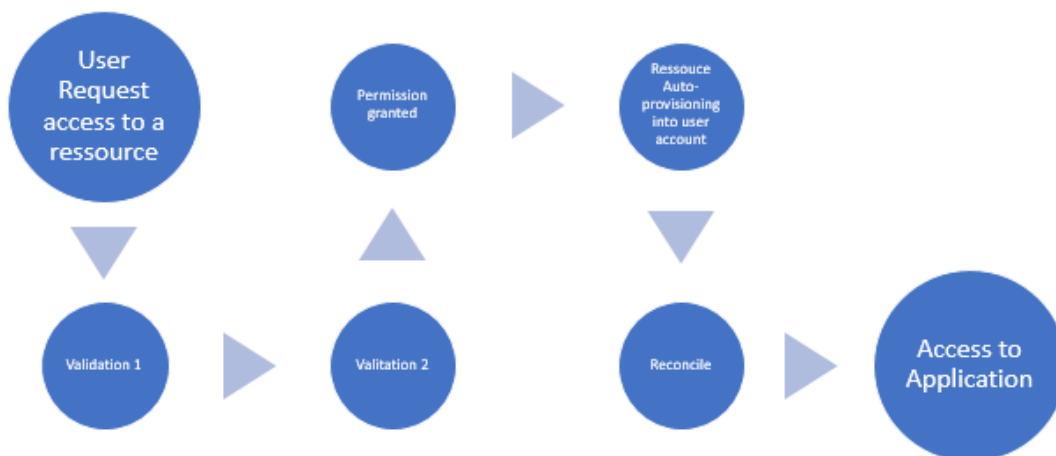 User
Request
access to a
ressource
Validation 1
Valitation 2
Permission
granted
Ressouce
Auto-
provisioning
into user
account
Reconcile
Access to
Application